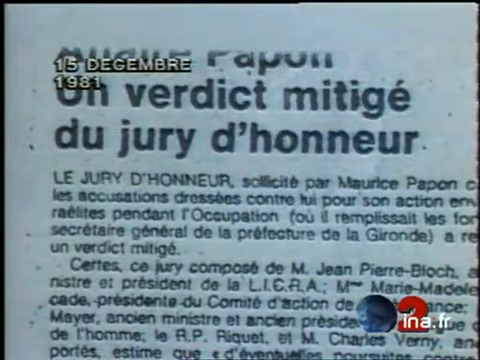 Affaire Papon
15 DECEMBRE
1981
Un verdict mitigé
du jury d'honneur
LE JURY D'HONNEUR, sollicité par Maurice Papon
les accusations dressées contre lui pour son action
raélites pendant l'Occupation (où il remplissait les
secrétaire général de la préfecture de la Gironde) a
un verdict mitigé.
Certes, ce jury composé de M. Jean Pierre-Bloch,
nistre et président de la L.I.C.R.A.; Mme Marie-Madele
cade, présidente du Comité d'action de
Mayer, ancien ministre et ancien
de l'homme; le R.P. Riquet, et M. Charles Verny,
portés, estime que « d'éventuelles poursuites
2
ina.fr